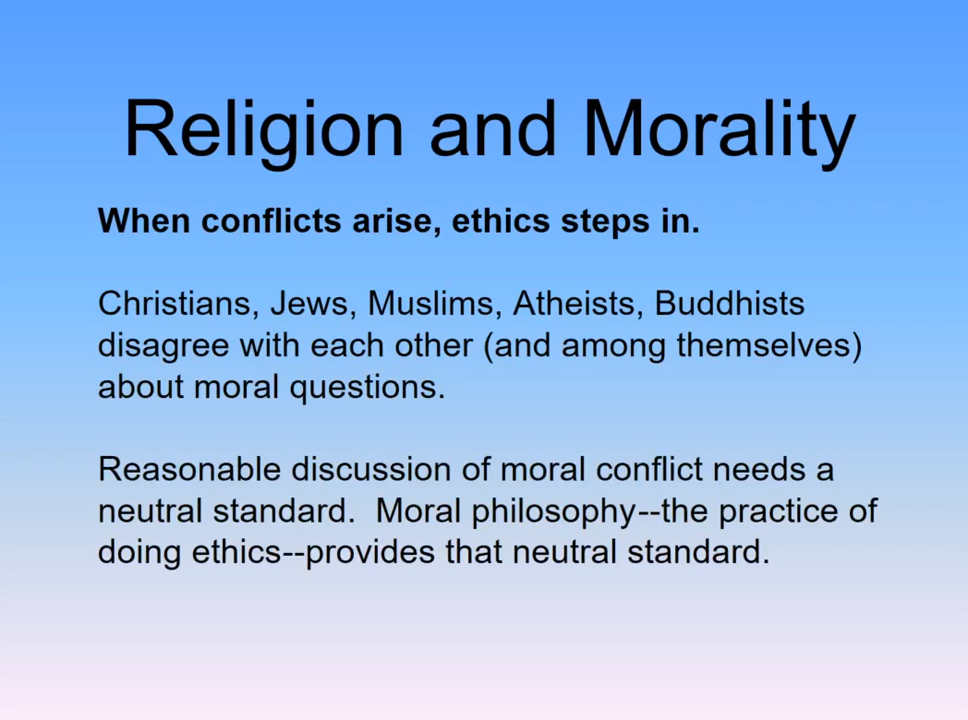 Religion and Morality
When conflicts arise, ethics steps in.
Christians, Jews, Muslims, Atheists, Buddhists
disagree with each other (and among themselves)
about moral questions.
Reasonable discussion of moral conflict needs a
neutral standard.  Moral philosophy--the practice of
doing ethics--provides that neutral standard.